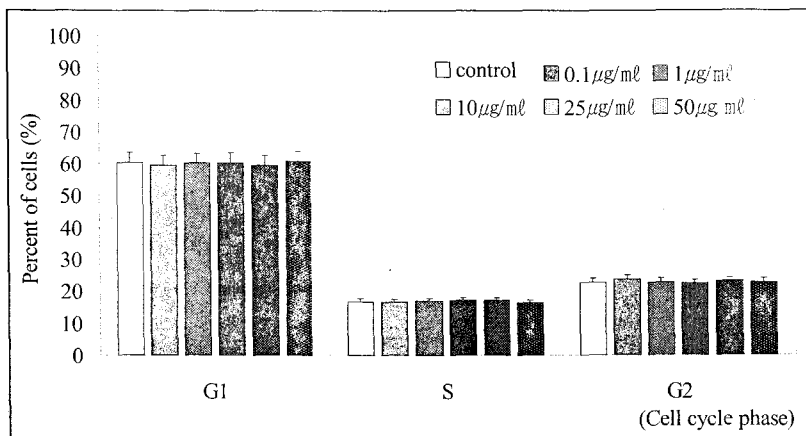 100
90
80
70
60
50
40
30
20
10
0
Percent of cells (%)
control 0.1μg/㎖ 1μg/㎖
10μg/㎖ 25μg/㎖ 50μg ㎖
G1 S G2
(Cell cycle phase)